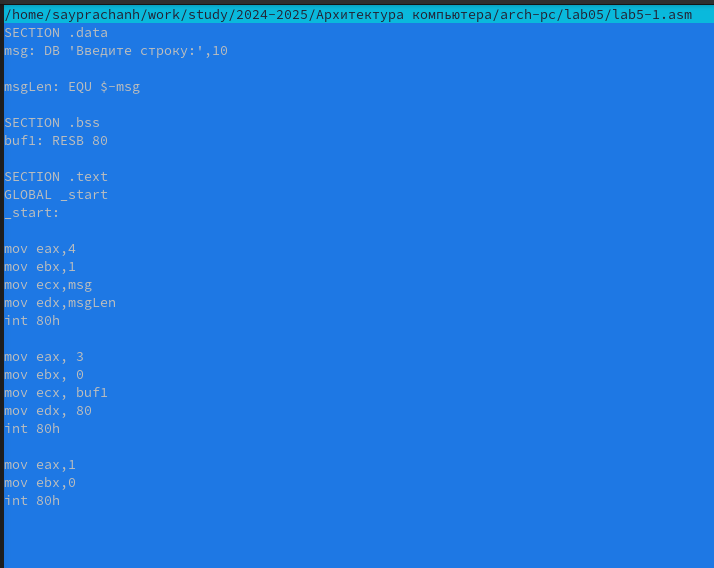 /home/sayprachanh/work/study/2024-2025/Архитектура компьютера/arch-pc/lab05/lab5-1.asm
SECTION .data
msg: DB 'Введите строку:',10
msgLen: EQU $-msg
SECTION .bss
buf1: RESB 80
SECTION .text
GLOBAL _start
_start:
mov eax,4
mov ebx,1
mov ecx,msg
mov edx,msgLen
int 80h
mov eax, 3
mov ebx, 0
mov ecx, buf1
mov edx, 80
int 80h
mov eax,1
mov ebx,0
int 80h